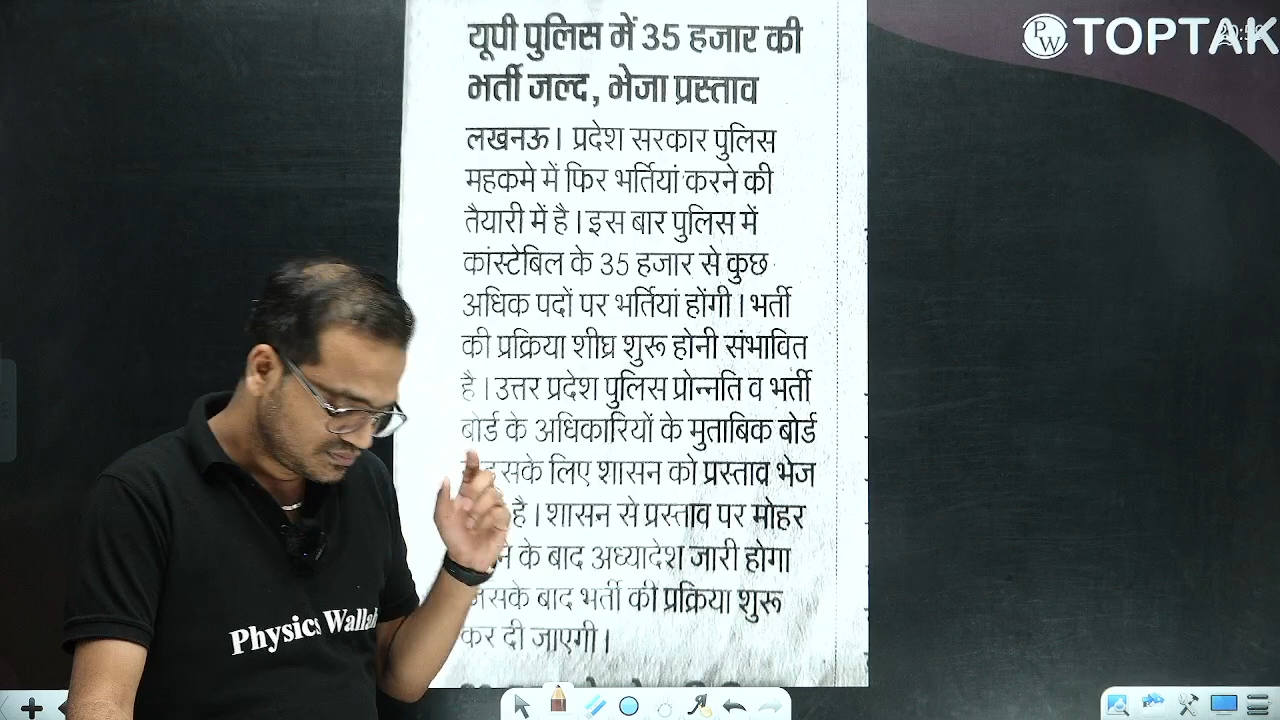 यूपी पुलिस में 35 हजार की
भर्ती जल्द, भेजा प्रस्ताव
लखनऊ। प्रदेश सरकार पुलिस
महकमे में फिर भर्तियां करने की
तैयारी में है। इस बार पुलिस में
कांस्टेबिल के 35 हजार से कुछ
अधिक पदों पर भर्तियां होंगी। भर्ती
की प्रक्रिया शीघ्र शुरू होनी संभावित
है। उत्तर प्रदेश पुलिस प्रोन्नति व भर्ती
बोर्ड के अधिकारियों के मुताबिक बोर्ड
लिए शासन को प्रस्ताव भेज
है। शासन से प्रस्ताव पर मोहर
के बाद अध्यादेश जारी होगा
के बाद भर्ती की प्रक्रिया शुरू
कर दी जाएगी।
PW TOPTAK
Physics Wallah